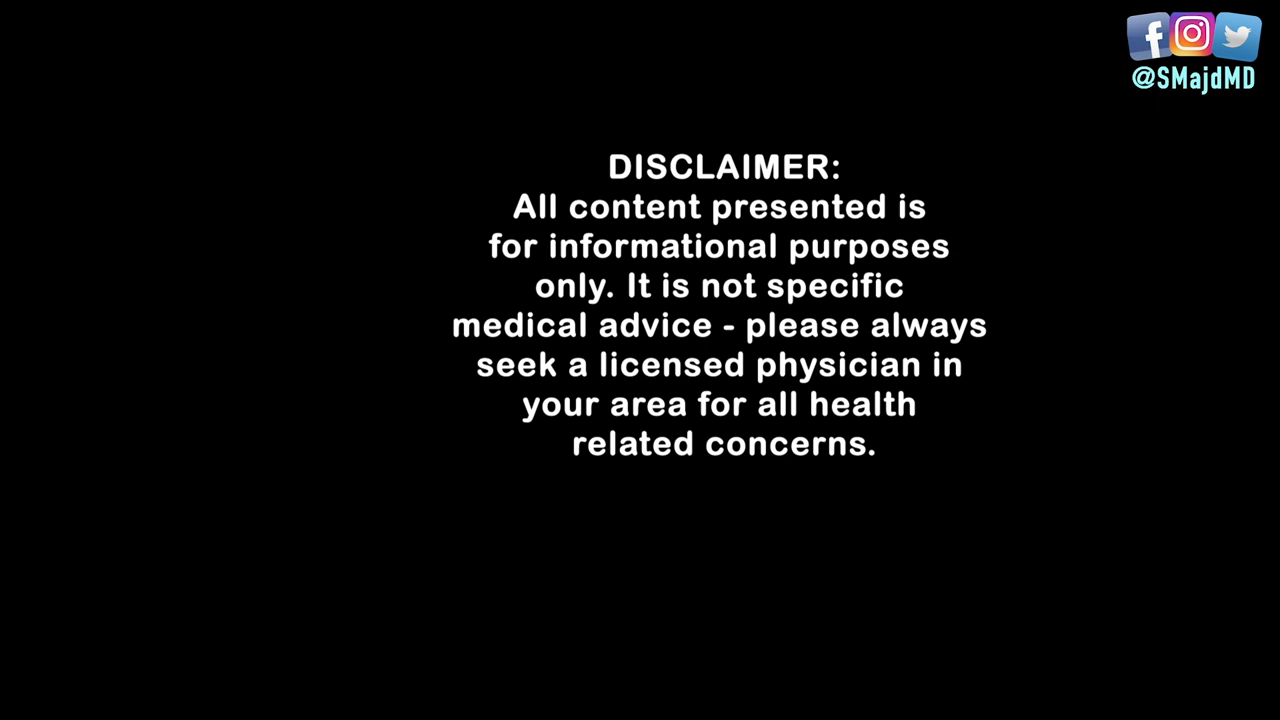 @SMajdMD
DISCLAIMER:
All content presented is
for informational purposes
only. It is not specific
medical advice - please always
seek a licensed physician in
your area for all health
related concerns.